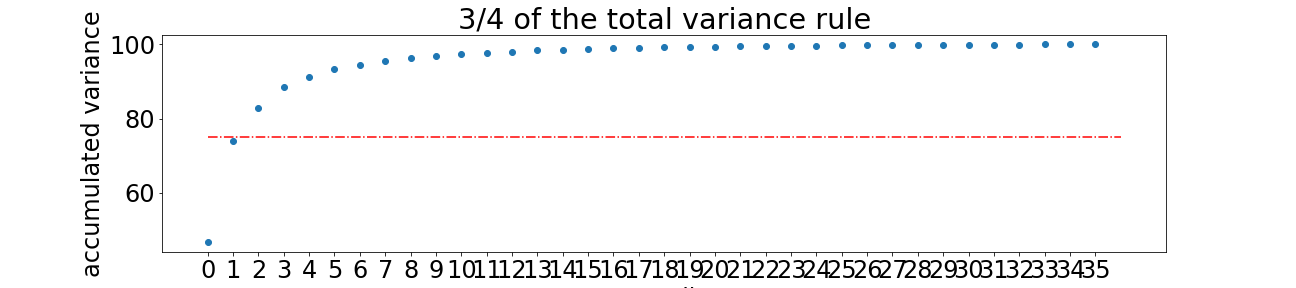 3/4 of the total variance rule
accumulated variance
100
80
60
0 1 2 3 4 5 6 7 8 9 10 11 12 13 14 15 16 17 18 19 20 21 22 23 24 25 26 27 28 29 30 31 32 33 34 35